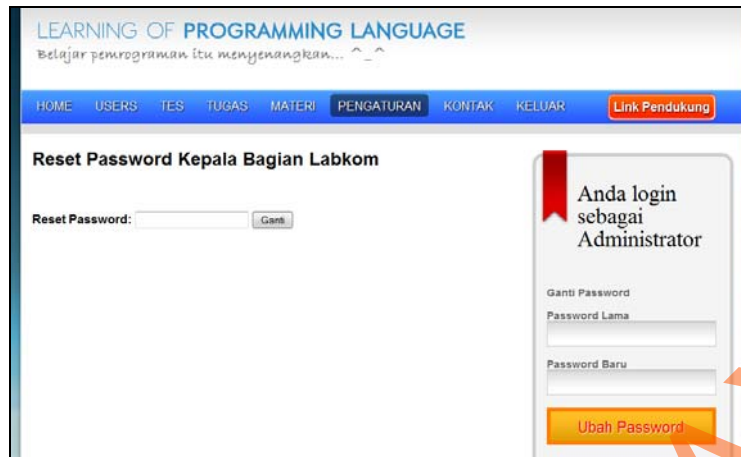 LEARNING OF PROGRAMMING LANGUAGE
Belajar pemrograman itu menyenangkan... ^_^
HOME USERS TES TUGAS MATERI PENGATURAN KONTAK KELUAR Link Pendukung
Reset Password Kepala Bagian Labkom
Reset Password: Ganti
Anda login
sebagai
Administrator
Ganti Password
Password Lama
Password Baru
Ubah Password